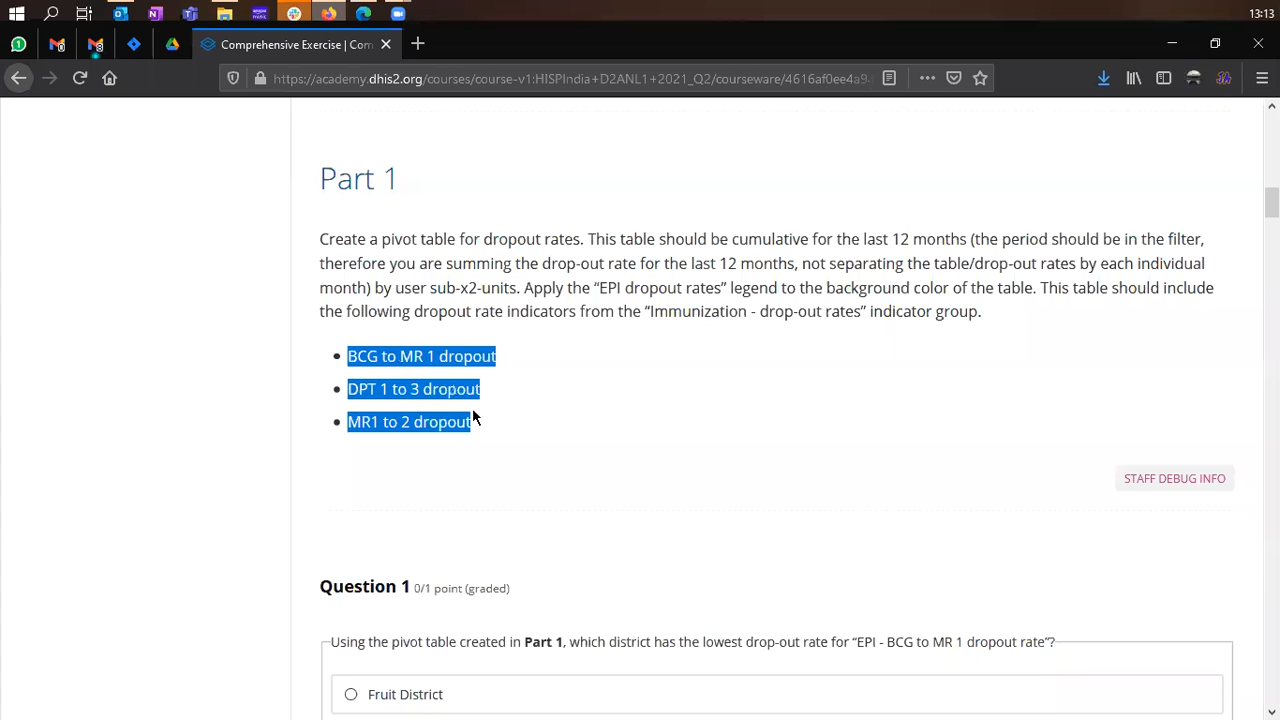 13:13
Comprehensive Exercise | Com
https://academy.dhis2.org/courses/course-v1:HISPIndia+D2ANL1+2021_Q2/courseware/4616af0ee4a9
Part 1
Create a pivot table for dropout rates. This table should be cumulative for the last 12 months (the period should be in the filter,
therefore you are summing the drop-out rate for the last 12 months, not separating the table/drop-out rates by each individual
month) by user sub-x2-units. Apply the “EPI dropout rates” legend to the background color of the table. This table should include
the following dropout rate indicators from the “Immunization - drop-out rates” indicator group.
• BCG to MR 1 dropout
• DPT 1 to 3 dropout
• MR1 to 2 dropout
STAFF DEBUG INFO
Question 1 0/1 point (graded)
Using the pivot table created in Part 1, which district has the lowest drop-out rate for “EPI - BCG to MR 1 dropout rate”?
Fruit District